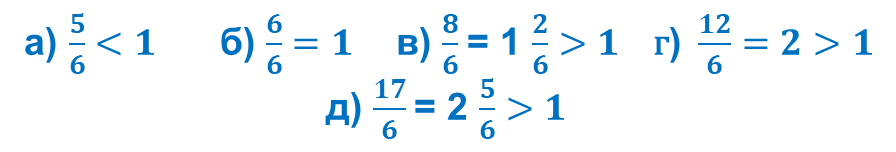 а) 5/6 < 1 б) 6/6 = 1 в) 8/6 = 1 2/6 > 1 г) 12/6 = 2 > 1
д) 17/6 = 2 5/6 > 1